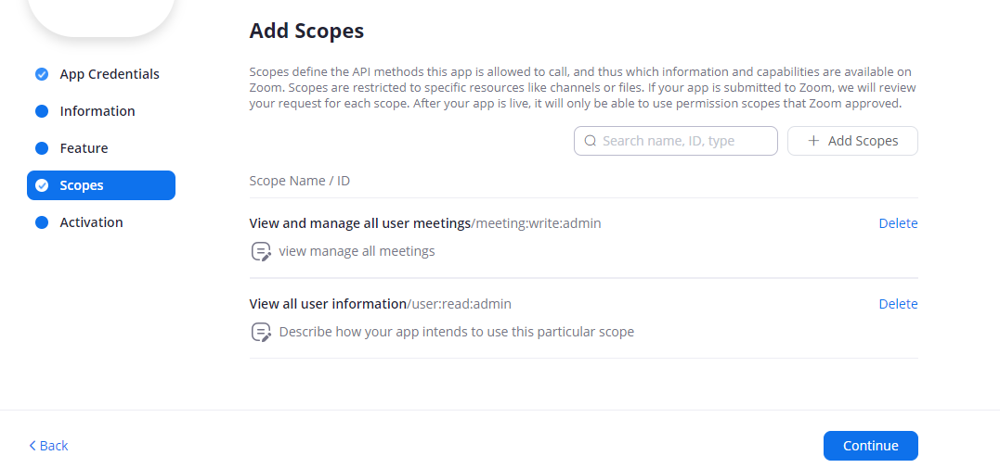 Add Scopes
Scopes define the API methods this app is allowed to call, and thus which information and capabilities are available on
Zoom. Scopes are restricted to specific resources like channels or files. If your app is submitted to Zoom, we will review
your request for each scope. After your app is live, it will only be able to use permission scopes that Zoom approved.
App Credentials
Information
Feature
Scopes
Activation
Search name, ID, type
+ Add Scopes
Scope Name / ID
View and manage all user meetings/meeting:write:admin
Delete
view manage all meetings
View all user information/user:read:admin
Delete
Describe how your app intends to use this particular scope
< Back
Continue